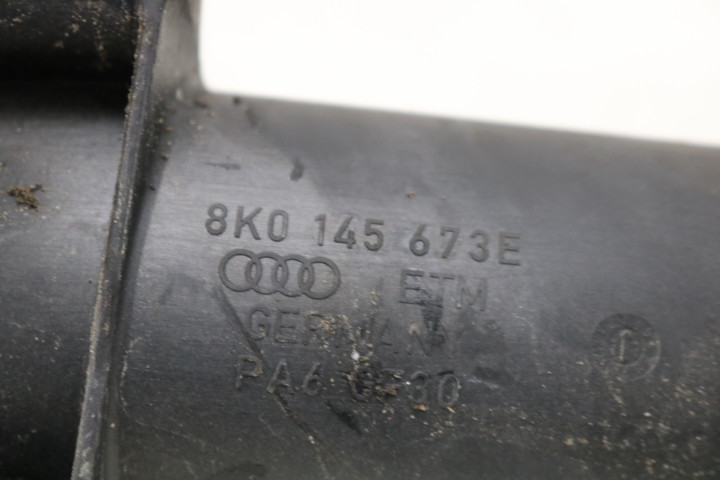 8K0 145 673E
ETM
GERMANY
PA6 GF30